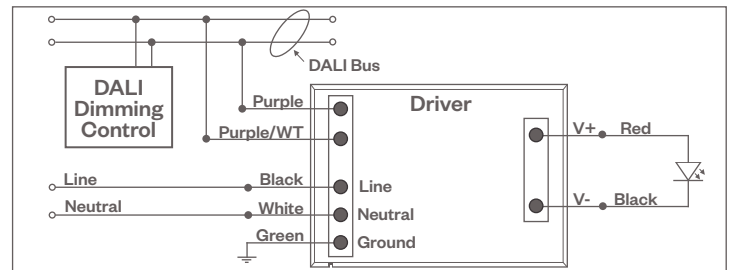 DALI Bus
DALI
Dimming
Control
Purple
Driver
Purple/WT
V+ Red
Line Black Line
Neutral White Neutral
V- Black
Green Ground